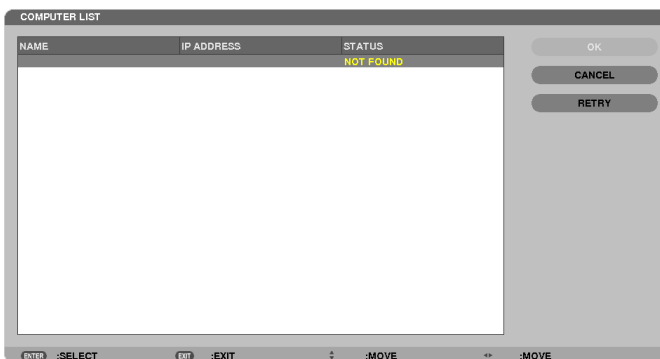 COMPUTER LIST
NAME IP ADDRESS STATUS
NOT FOUND
OK
CANCEL
RETRY
ENTER :SELECT EXIT :EXIT :MOVE :MOVE